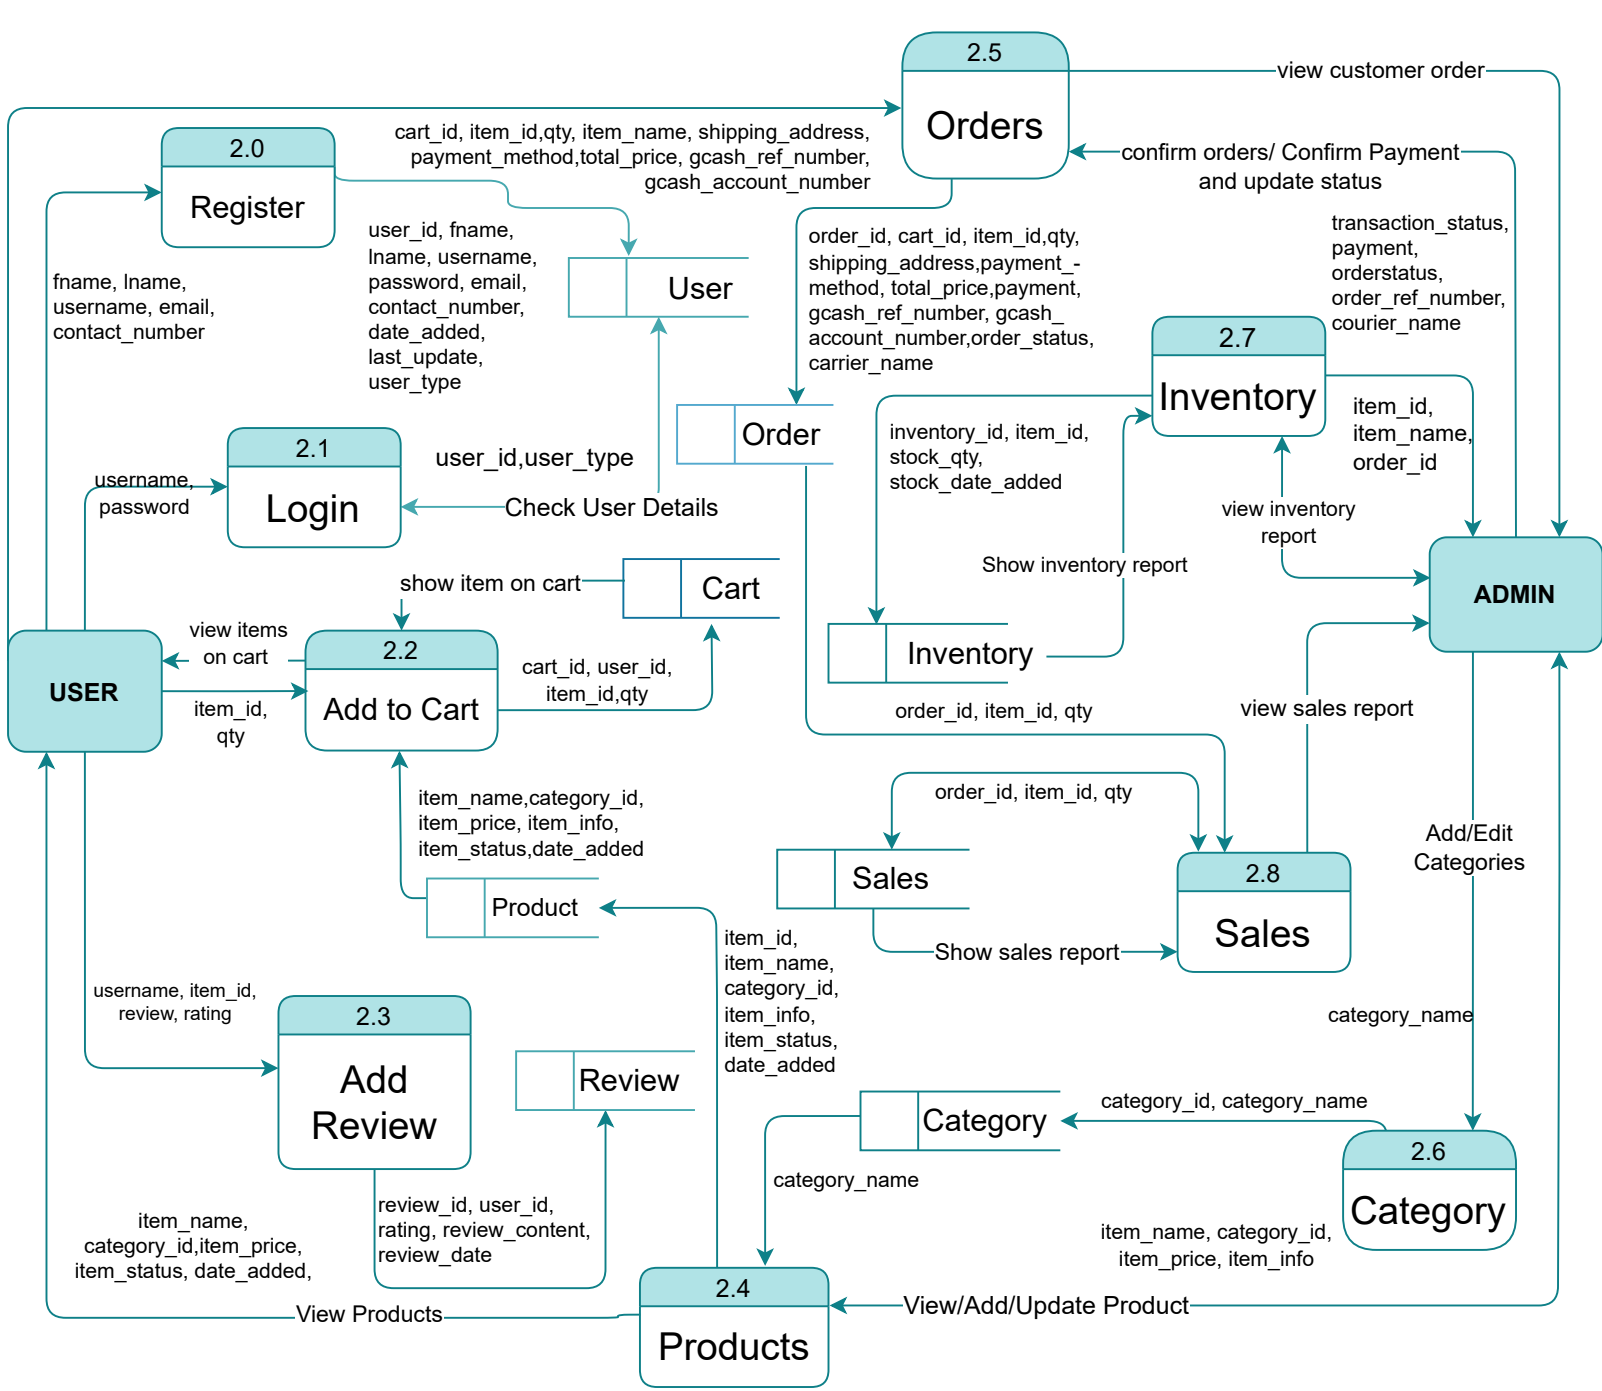 2.5
Orders
view customer order
confirm orders/ Confirm Payment
and update status
transaction_status,
payment,
orderstatus,
order_ref_number,
courier_name
2.0
Register
cart_id, item_id,qty, item_name, shipping_address,
payment_method,total_price, gcash_ref_number,
gcash_account_number
user_id, fname,
lname, username,
password, email,
contact_number,
date_added,
last_update,
user_type
fname, lname,
username, email,
contact_number
User
order_id, cart_id, item_id,qty,
shipping_address,payment_-
method, total_price,payment,
gcash_ref_number, gcash_
account_number,order_status,
carrier_name
2.7
Inventory
item_id,
item_name,
order_id
Order
inventory_id, item_id,
stock_qty,
stock_date_added
2.1
Login
username,
password
user_id,user_type
Check User Details
view inventory
report
Show inventory report
ADMIN
show item on cart
Cart
view items
on cart
2.2
Add to Cart
cart_id, user_id,
item_id,qty
USER
item_id,
qty
Inventory
order_id, item_id, qty
view sales report
item_name,category_id,
item_price, item_info,
item_status,date_added
order_id, item_id, qty
Add/Edit
Categories
Product
Sales
2.8
Sales
Show sales report
item_id,
item_name,
category_id,
item_info,
item_status,
date_added
username, item_id,
review, rating
2.3
Add
Review
Review
category_name
Category
category_id, category_name
2.6
Category
category_name
review_id, user_id,
rating, review_content,
review_date
item_name,
category_id,item_price,
item_status, date_added,
item_name, category_id,
item_price, item_info
View Products
2.4
Products
View/Add/Update Product